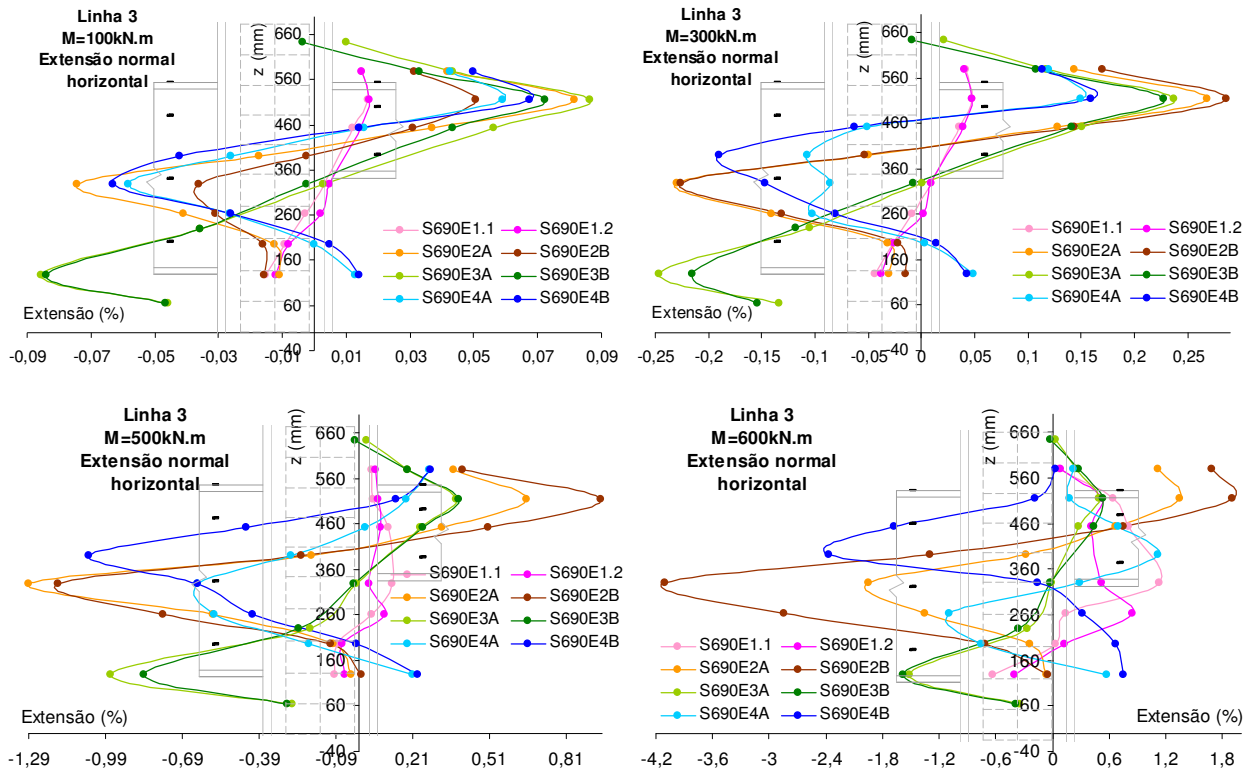 Linha 3
M=100kN.m
Extensão normal
horizontal
z (mm)
660
560
460
360
260
160
60
-40
S690E1.1 S690E1.2
S690E2A S690E2B
S690E3A S690E3B
S690E4A S690E4B
Extensão (%)
-0,09 -0,07 -0,05 -0,03 -0,01 0,01 0,03 0,05 0,07 0,09
Linha 3
M=300kN.m
Extensão normal
horizontal
z (mm)
660
560
460
360
260
160
60
-40
S690E1.1 S690E1.2
S690E2A S690E2B
S690E3A S690E3B
S690E4A S690E4B
Extensão (%)
-0,25 -0,2 -0,15 -0,1 -0,05 0 0,05 0,1 0,15 0,2 0,25
Linha 3
M=500kN.m
Extensão normal
horizontal
z (mm)
660
560
460
360
260
160
60
-40
S690E1.1 S690E1.2
S690E2A S690E2B
S690E3A S690E3B
S690E4A S690E4B
Extensão (%)
-1,29 -0,99 -0,69 -0,39 -0,09 0,21 0,51 0,81
Linha 3
M=600kN.m
Extensão normal
horizontal
z (mm)
660
560
460
360
260
160
60
-40
S690E1.1 S690E1.2
S690E2A S690E2B
S690E3A S690E3B
S690E4A S690E4B
Extensão (%)
-4,2 -3,6 -3 -2,4 -1,8 -1,2 -0,6 0 0,6 1,2 1,8